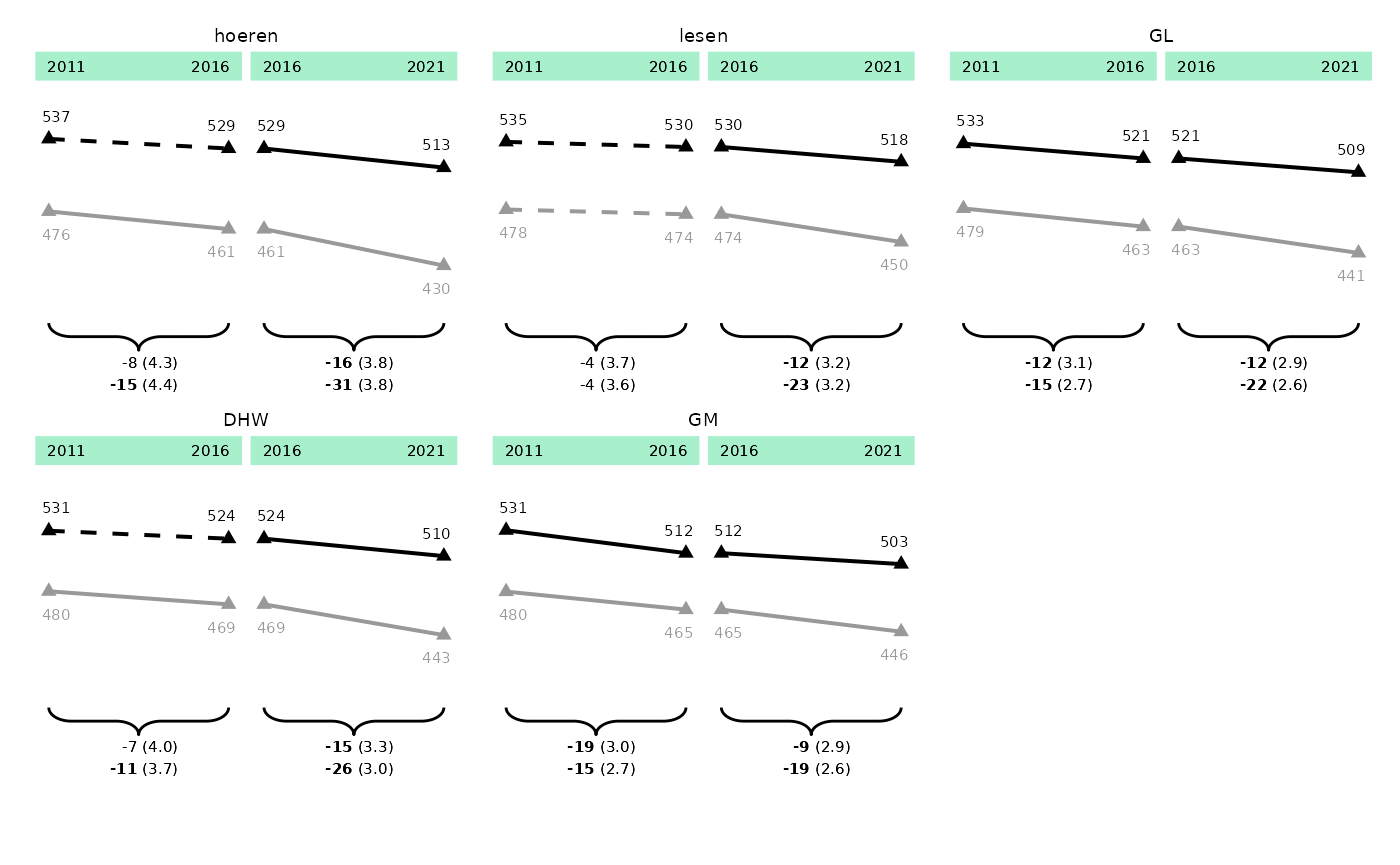 hoeren lesen GL
2011 2016 2016 2021 2011 2016 2016 2021 2011 2016 2016 2021
537 529 529 513 535 530 530 518 533 521 521 509
476 461 461 430 478 474 474 450 479 463 463 441
-8 (4.3) -16 (3.8) -4 (3.7) -12 (3.2) -12 (3.1) -12 (2.9)
-15 (4.4) -31 (3.8) -4 (3.6) -23 (3.2) -15 (2.7) -22 (2.6)
DHW GM
2011 2016 2016 2021 2011 2016 2016 2021
531 524 524 510 531 512 512 503
480 469 469 443 480 465 465 446
-7 (4.0) -15 (3.3) -19 (3.0) -9 (2.9)
-11 (3.7) -26 (3.0) -15 (2.7) -19 (2.6)